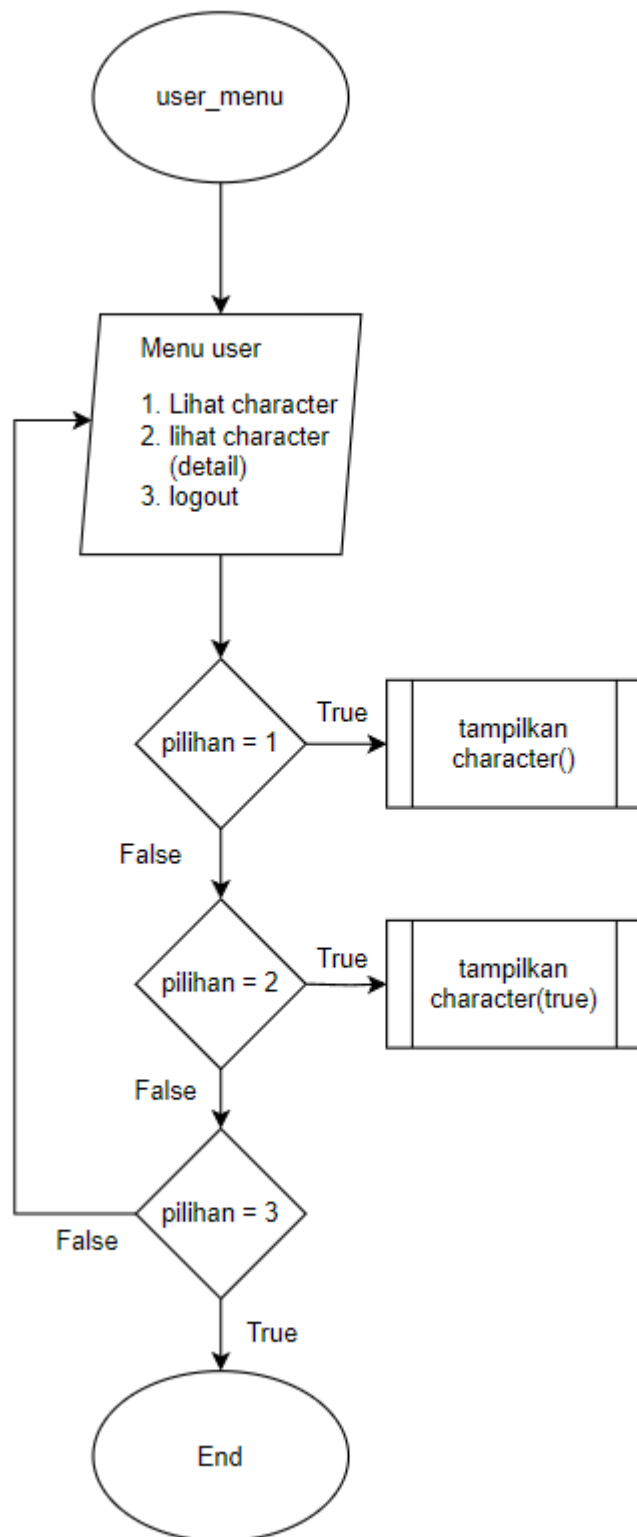 user_menu
Menu user
1. Lihat character
2. lihat character
(detail)
3. logout
pilihan = 1
True
tampilkan
character()
False
pilihan = 2
True
tampilkan
character(true)
False
pilihan = 3
False
True
End